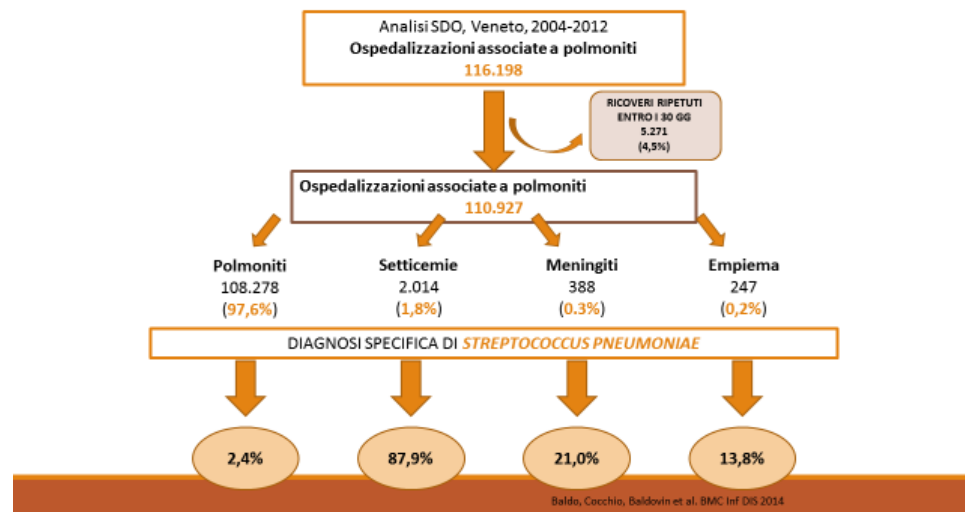 Analisi SDO, Veneto, 2004-2012
Ospedalizzazioni associate a polmoniti
116.198
RICOVERI RIPETUTI
ENTRO I 30 GG
5.271
(4,5%)
Ospedalizzazioni associate a polmoniti
110.927
Polmoniti
108.278
(97,6%)
Setticemie
2.014
(1,8%)
Meningiti
388
(0.3%)
Empiema
247
(0,2%)
DIAGNOSI SPECIFICA DI STREPTOCOCCUS PNEUMONIAE
2,4%
87,9%
21,0%
13,8%
Baldo, Cocchio, Baldovin et al. BMC Inf DIS 2014